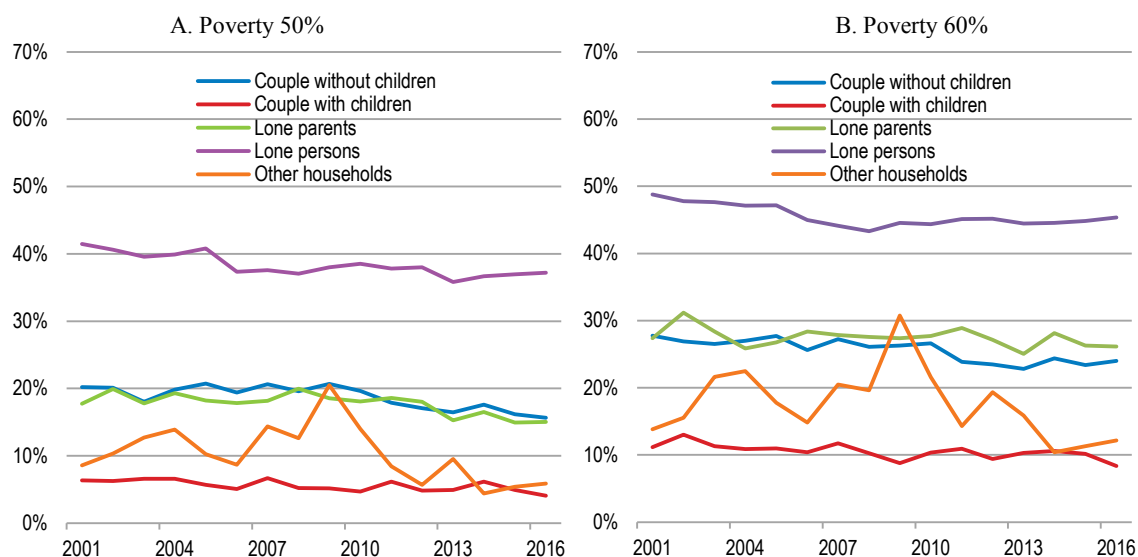 A. Poverty 50%
70%
60%
50%
40%
30%
20%
10%
0%
Couple without children
Couple with children
Lone parents
Lone persons
Other households
2001 2004 2007 2010 2013 2016
B. Poverty 60%
70%
60%
50%
40%
30%
20%
10%
0%
Couple without children
Couple with children
Lone parents
Lone persons
Other households
2001 2004 2007 2010 2013 2016